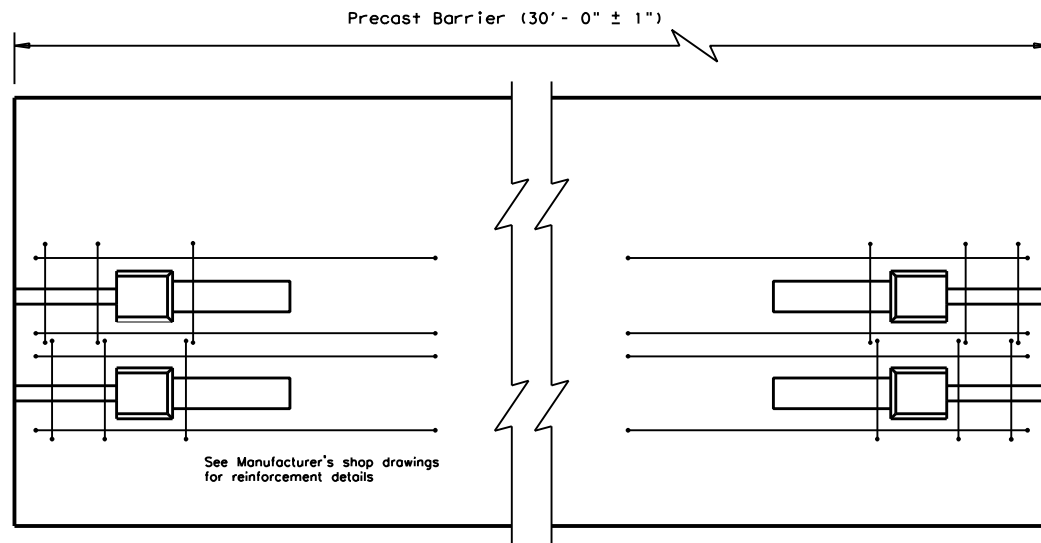 Precast Barrier (30'- 0" ± 1")
See Manufacturer's shop drawings
for reinforcement details